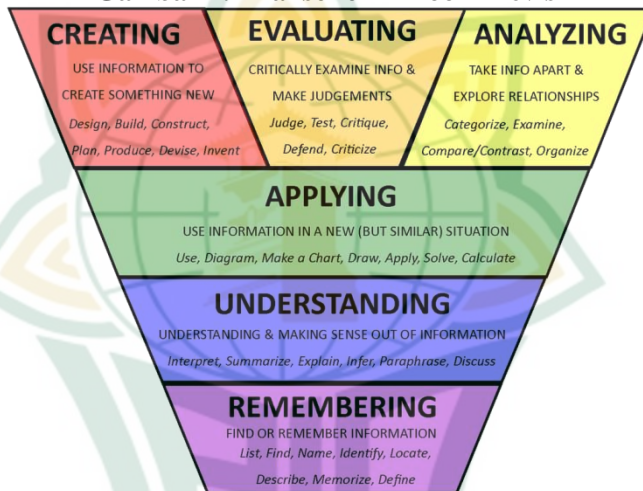 CREATING
USE INFORMATION TO
CREATE SOMETHING NEW
Design, Build, Construct,
Plan, Produce, Devise, Invent
EVALUATING
CRITICALLY EXAMINE INFO &
MAKE JUDGEMENTS
Judge, Test, Critique,
Defend, Criticize
ANALYZING
TAKE INFO APART &
EXPLORE RELATIONSHIPS
Categorize, Examine,
Compare/Contrast, Organize
APPLYING
USE INFORMATION IN A NEW (BUT SIMILAR) SITUATION
Use, Diagram, Make a Chart, Draw, Apply, Solve, Calculate
UNDERSTANDING
UNDERSTANDING & MAKING SENSE OUT OF INFORMATION
Interpret, Summarize, Explain, Infer, Paraphrase, Discuss
REMEMBERING
FIND OR REMEMBER INFORMATION
List, Find, Name, Identify, Locate,
Describe, Memorize, Define